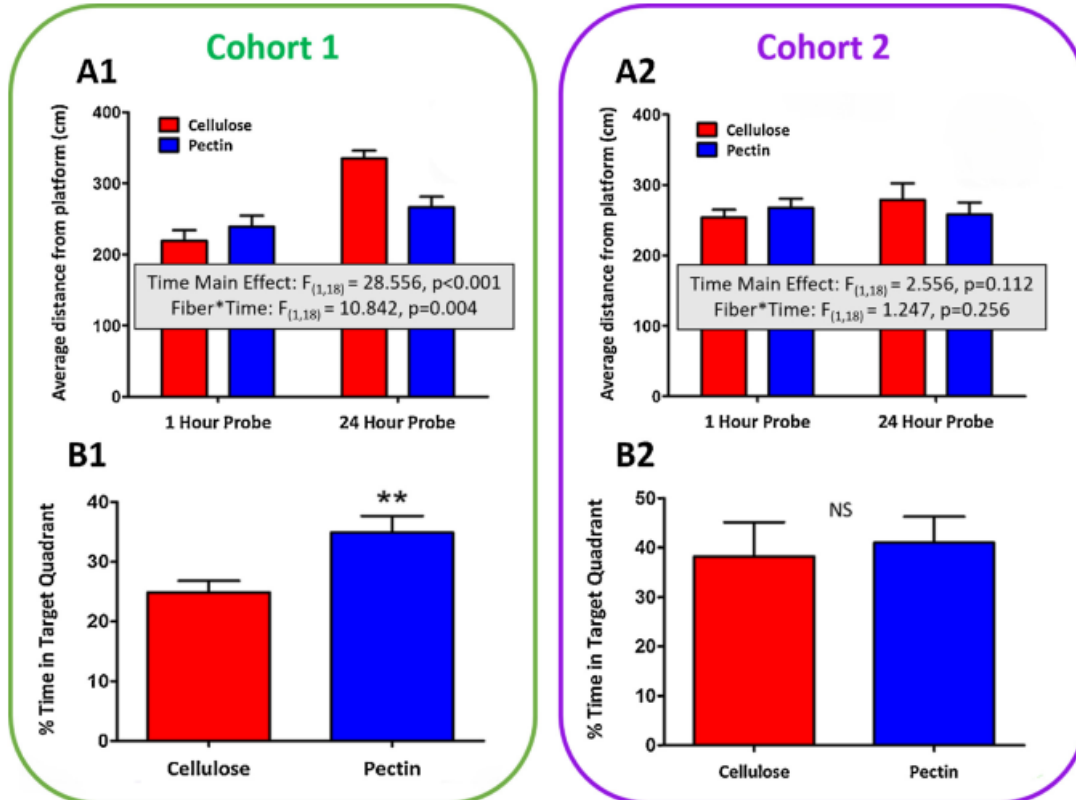 Cohort 1
A1
Average distance from platform (cm)
400
300
200
100
0
Cellulose
Pectin
Time Main Effect: F(1,18) = 28.556, p<0.001
Fiber*Time: F(1,18) = 10.842, p=0.004
1 Hour Probe
24 Hour Probe
B1
% Time in Target Quadrant
40
30
20
10
0
**
Cellulose
Pectin
Cohort 2
A2
Average distance from platform (cm)
400
300
200
100
0
Cellulose
Pectin
Time Main Effect: F(1,18) = 2.556, p=0.112
Fiber*Time: F(1,18) = 1.247, p=0.256
1 Hour Probe
24 Hour Probe
B2
% Time in Target Quadrant
50
40
30
20
10
0
NS
Cellulose
Pectin